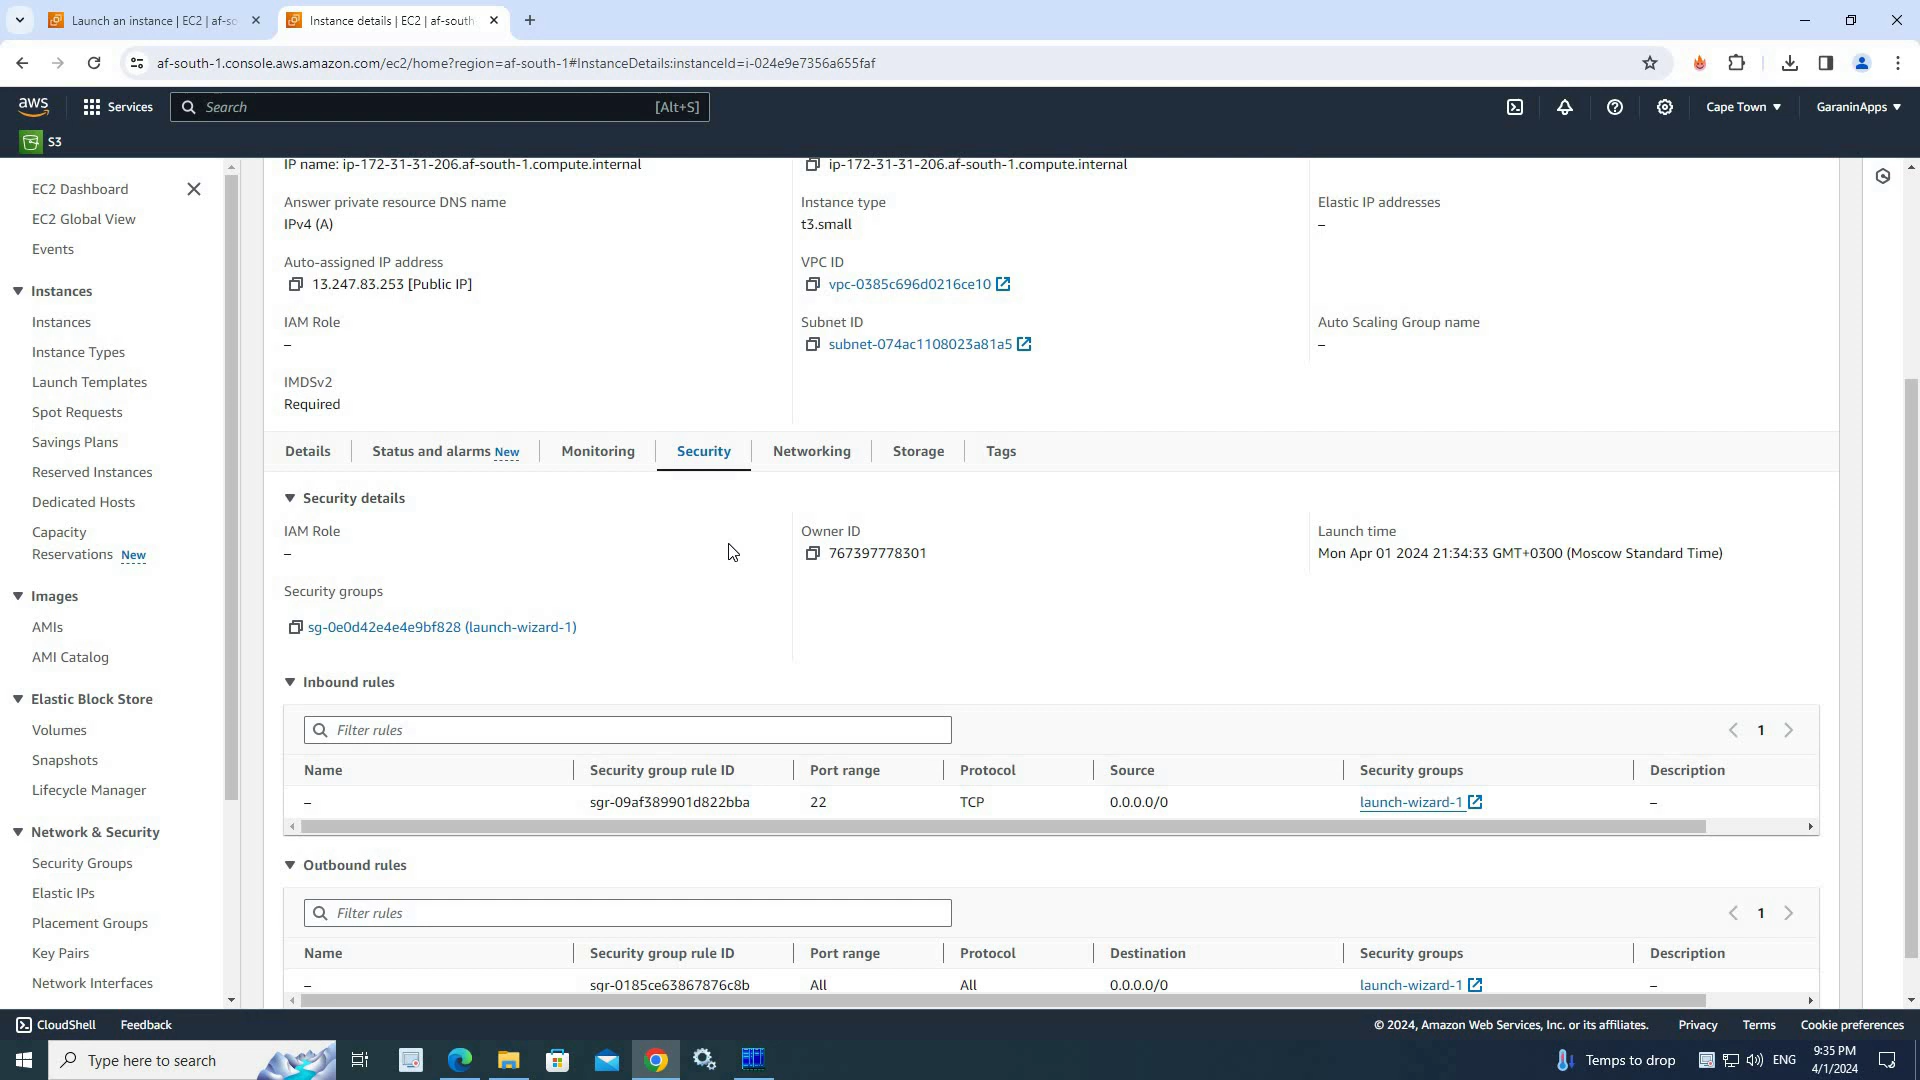 Launch an instance | EC2 | af-so
Instance details | EC2 | af-south
af-south-1.console.aws.amazon.com/ec2/home?region=af-south-1#InstanceDetails:instanceId=i-024e9e7356a655faf
aws
Services
Search
[Alt+S]
Cape Town
GaraninApps
S3
EC2 Dashboard
EC2 Global View
Events
Instances
Instances
Instance Types
Launch Templates
Spot Requests
Savings Plans
Reserved Instances
Dedicated Hosts
Capacity
Reservations New
Images
AMIs
AMI Catalog
Elastic Block Store
Volumes
Snapshots
Lifecycle Manager
Network & Security
Security Groups
Elastic IPs
Placement Groups
Key Pairs
Network Interfaces
IP name: ip-172-31-31-206.af-south-1.compute.internal
ip-172-31-31-206.af-south-1.compute.internal
Answer private resource DNS name
IPv4 (A)
Instance type
t3.small
Elastic IP addresses
–
Auto-assigned IP address
13.247.83.253 [Public IP]
VPC ID
vpc-0385c696d0216ce10
IAM Role
–
Subnet ID
subnet-074ac1108023a81a5
Auto Scaling Group name
–
IMDSv2
Required
Details
Status and alarms New
Monitoring
Security
Networking
Storage
Tags
Security details
IAM Role
–
Owner ID
767397778301
Launch time
Mon Apr 01 2024 21:34:33 GMT+0300 (Moscow Standard Time)
Security groups
sg-0e0d42e4e4e9bf828 (launch-wizard-1)
Inbound rules
Filter rules
1
Name Security group rule ID Port range Protocol Source Security groups Description
– sgr-09af389901d822bba 22 TCP 0.0.0.0/0 launch-wizard-1 –
Outbound rules
Filter rules
1
Name Security group rule ID Port range Protocol Destination Security groups Description
– sgr-0185ce63867876c8b All All 0.0.0.0/0 launch-wizard-1 –
CloudShell
Feedback
© 2024, Amazon Web Services, Inc. or its affiliates.
Privacy
Terms
Cookie preferences
Type here to search
Temps to drop
ENG
9:35 PM
4/1/2024